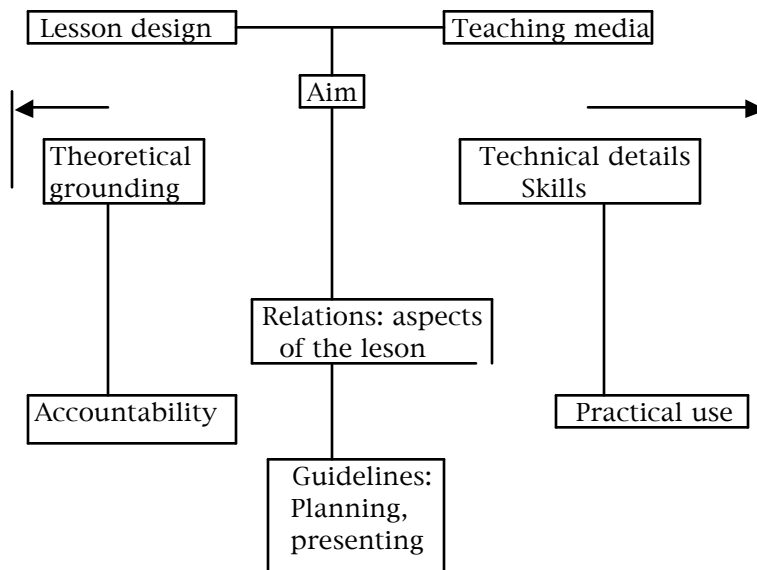 Lesson design
Teaching media
Aim
Theoretical
grounding
Technical details
Skills
Relations: aspects
of the leson
Accountability
Practical use
Guidelines:
Planning,
presenting